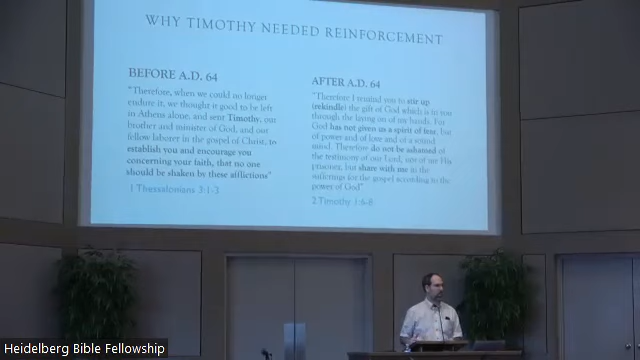 WHY TIMOTHY NEEDED REINFORCEMENT
BEFORE A.D. 64
"Therefore, when we could no longer
endure it, we thought it good to be left
in Athens alone, and sent Timothy, our
brother and minister of God, and our
fellow laborer in the gospel of Christ, to
establish you and encourage you
concerning your faith, that no one
should be shaken by these afflictions"
1 Thessalonians 3:1-3
AFTER A.D. 64
"Therefore I remind you to stir up
(rekindle) the gift of God which is in you
through the laying on of my hands. For
God has not given us a spirit of fear, but
of power and of love and of a sound
mind. Therefore do not be ashamed of
the testimony of our Lord, nor of me His
prisoner, but share with me in the
sufferings for the gospel according to the
power of God"
2 Timothy 1:6-8
Heidelberg Bible Fellowship